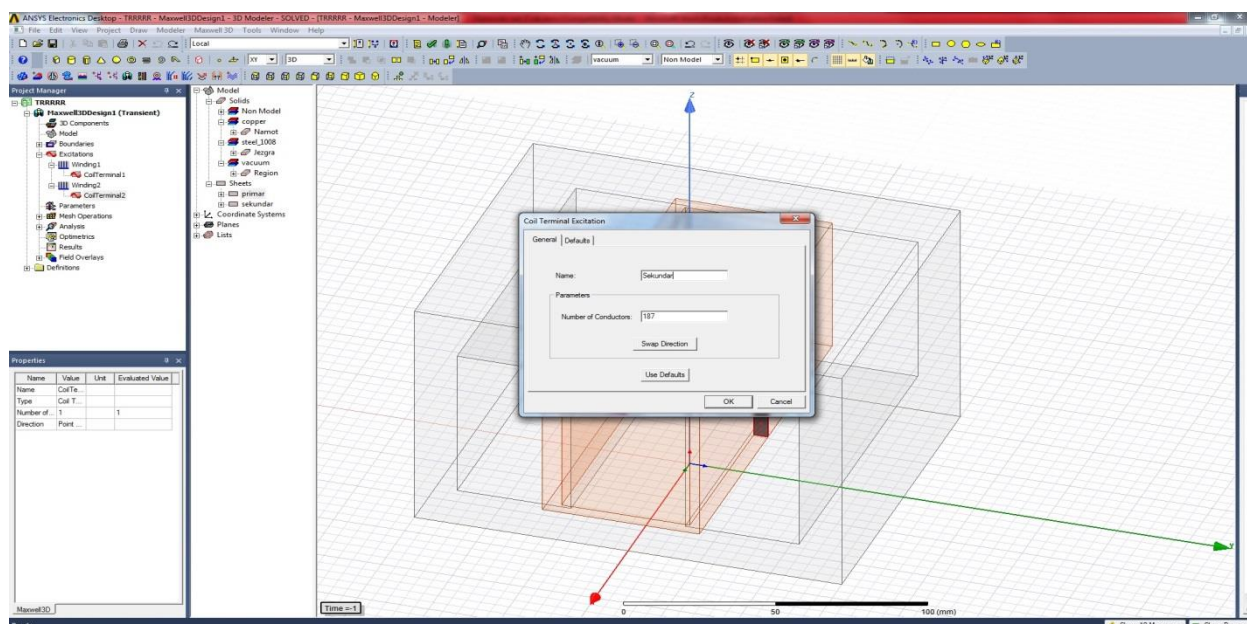 ANSYS Electronics Desktop - TRRRRR - Maxwell3DDesign1 - 3D Modeler - SOLVED - [TRRRRR - Maxwell3DDesign1 - Modeler]
File Edit View Project Draw Modeler Maxwell 3D Tools Window Help
Local
XY 3D vacuum Non Model
Project Manager
TRRRRR
Maxwell3DDesign1 (Transient)
3D Components
Model
Boundaries
Excitations
Winding1
CoilTerminal1
Winding2
CoilTerminal2
Parameters
Mesh Operations
Analysis
Optimetrics
Results
Field Overlays
Definitions
Model
Solids
Non Model
copper
Namot
steel_1008
Jezgra
vacuum
Region
Sheets
primar
sekundar
Coordinate Systems
Planes
Lists
Z
Coil Terminal Excitation
General Defaults
Name: Sekundar
Parameters
Number of Conductors: 187
Swap Direction
Use Defaults
OK Cancel
Properties
Name Value Unit Evaluated Value
Name CoilTe...
Type Coil T...
Number of... 1 1
Direction Point ...
Maxwell3D
Time =-1
0 50 100 (mm)